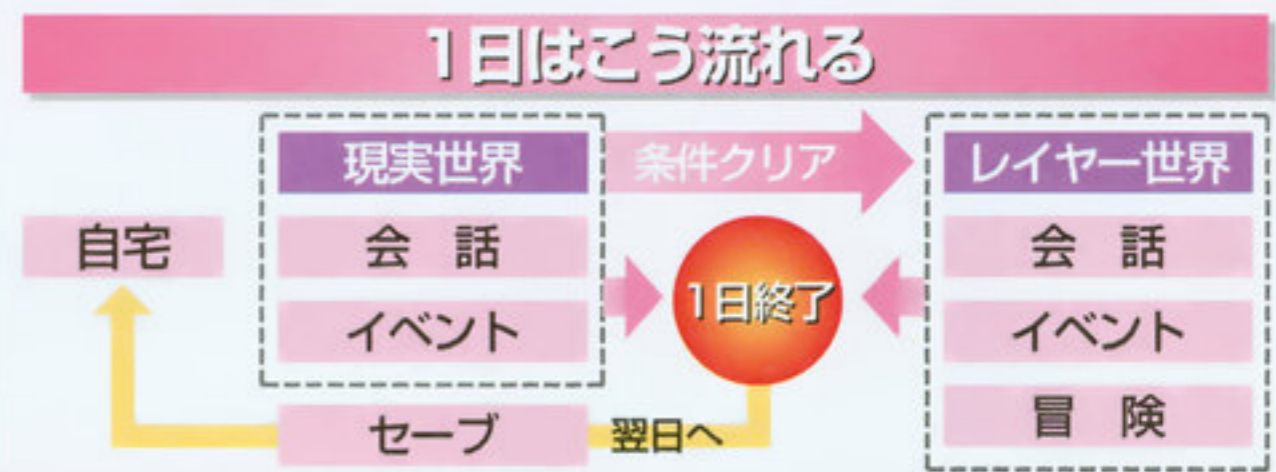 1日はこう流れる
現実世界
条件クリア
レイヤー世界
自宅
会 話
1日終了
会 話
イベント
イベント
セーブ
翌日へ
冒 険